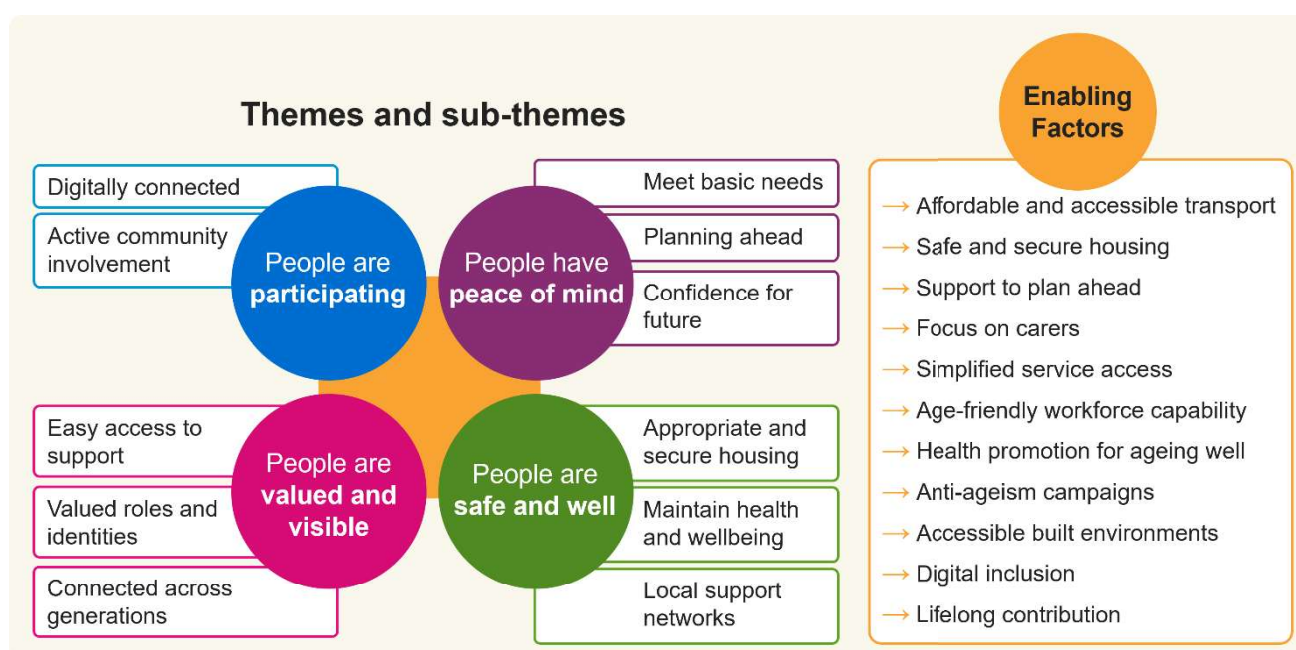 Themes and sub-themes
Digitally connected
Active community
involvement
People are
participating
People have
peace of mind
Meet basic needs
Planning ahead
Confidence for
future
Easy access to
support
Valued roles and
identities
Connected across
generations
People are
valued and
visible
People are
safe and well
Appropriate and
secure housing
Maintain health
and wellbeing
Local support
networks
Enabling
Factors
→ Affordable and accessible transport
→ Safe and secure housing
→ Support to plan ahead
→ Focus on carers
→ Simplified service access
→ Age-friendly workforce capability
→ Health promotion for ageing well
→ Anti-ageism campaigns
→ Accessible built environments
→ Digital inclusion
→ Lifelong contribution